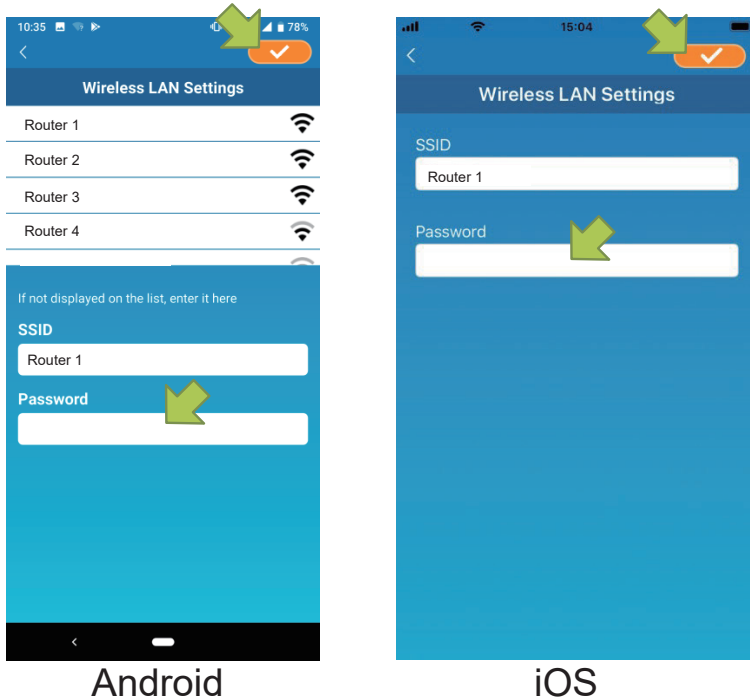 10:35
78%
Wireless LAN Settings
Router 1
Router 2
Router 3
Router 4
If not displayed on the list, enter it here
SSID
Router 1
Password
Android
15:04
Wireless LAN Settings
SSID
Router 1
Password
iOS